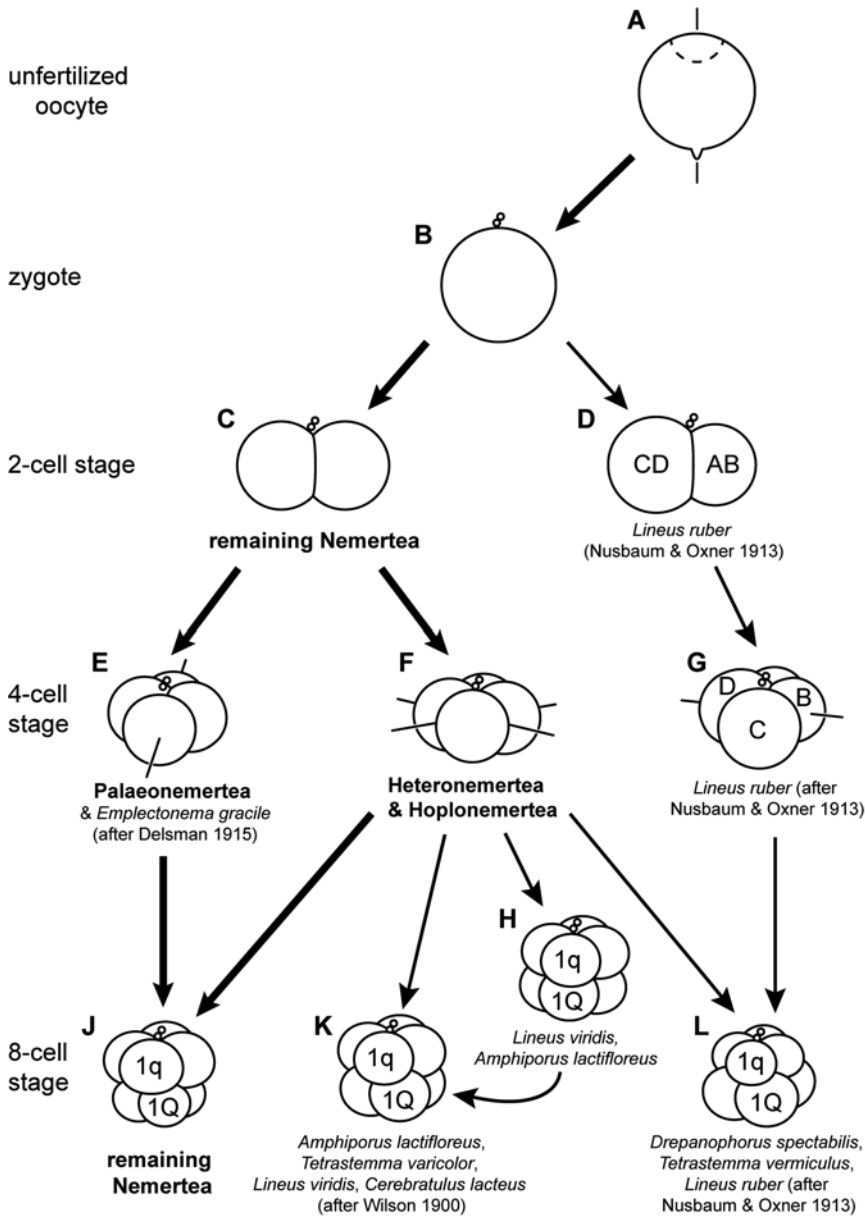 A
unfertilized
oocyte
B
zygote
C
D
CD
AB
2-cell stage
remaining Nemertea
Lineus ruber
(Nusbaum & Oxner 1913)
E
F
G
D
B
C
4-cell
stage
Palaeonemertea
& Emplectonema gracile
(after Delsman 1915)
Heteronemertea
& Hoplonemertea
Lineus ruber (after
Nusbaum & Oxner 1913)
H
1q
1Q
Lineus viridis,
Amphiporus lactifloreus
J
K
L
1q
1Q
1q
1Q
1q
1Q
8-cell
stage
remaining
Nemertea
Amphiporus lactifloreus,
Tetrastemma varicolor,
Lineus viridis, Cerebratulus lacteus
(after Wilson 1900)
Drepanophorus spectabilis,
Tetrastemma vermiculus,
Lineus ruber (after
Nusbaum & Oxner 1913)